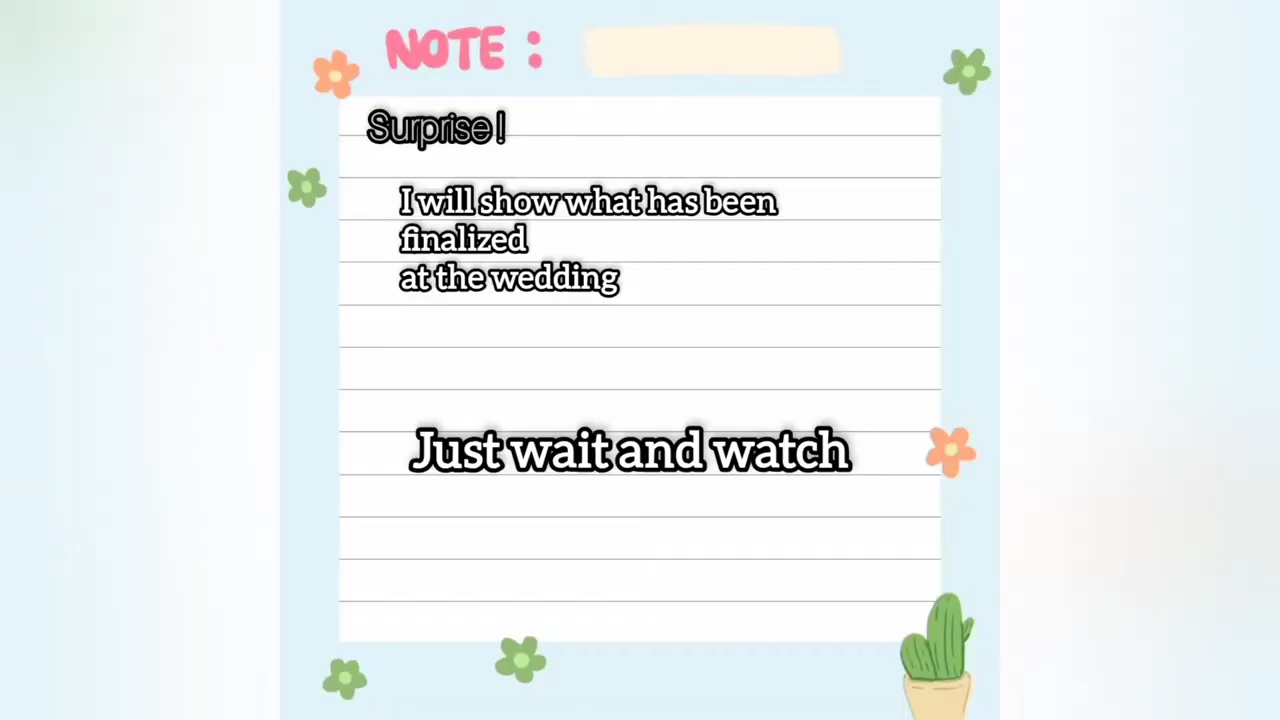 NOTE :
Surprise !
I will show what has been
finalized
at the wedding
Just wait and watch